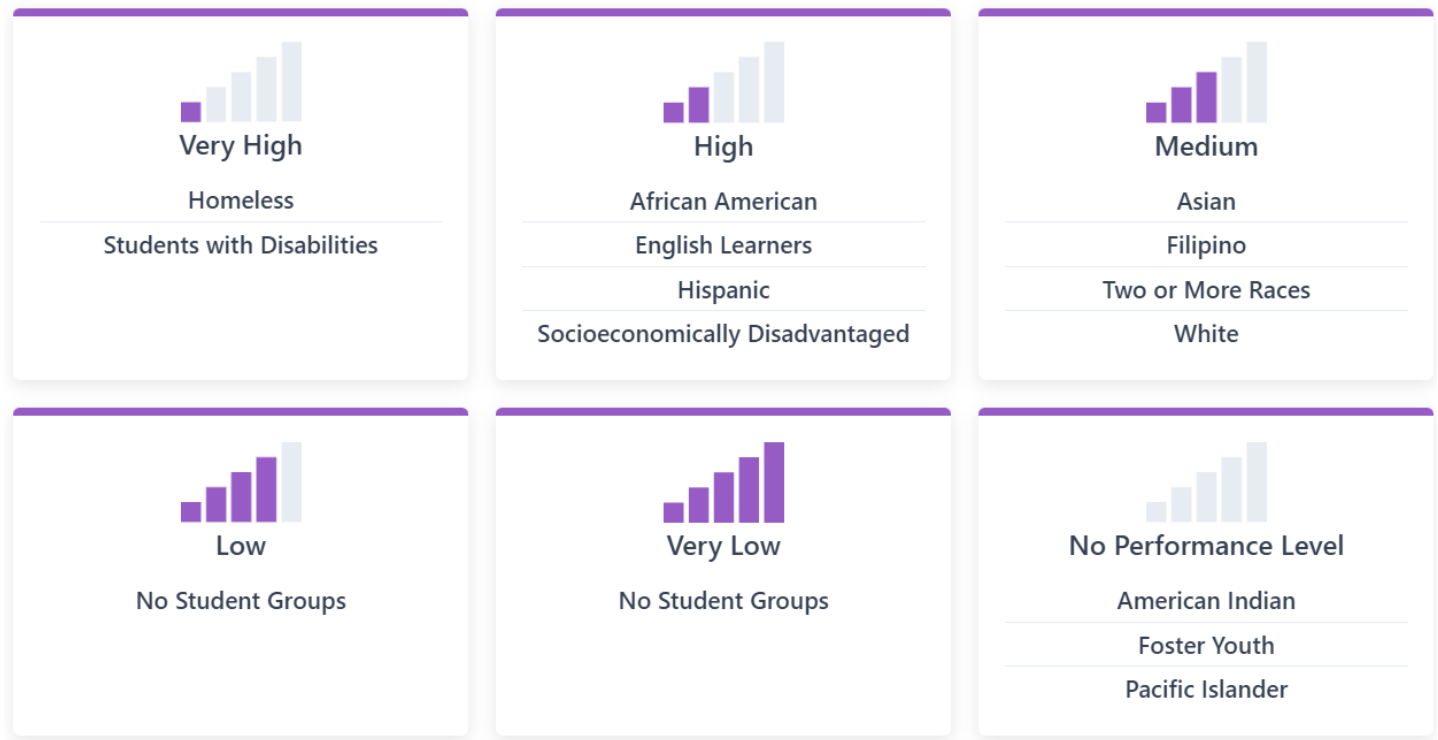 Very High
Homeless
Students with Disabilities
High
African American
English Learners
Hispanic
Socioeconomically Disadvantaged
Medium
Asian
Filipino
Two or More Races
White
Low
No Student Groups
Very Low
No Student Groups
No Performance Level
American Indian
Foster Youth
Pacific Islander